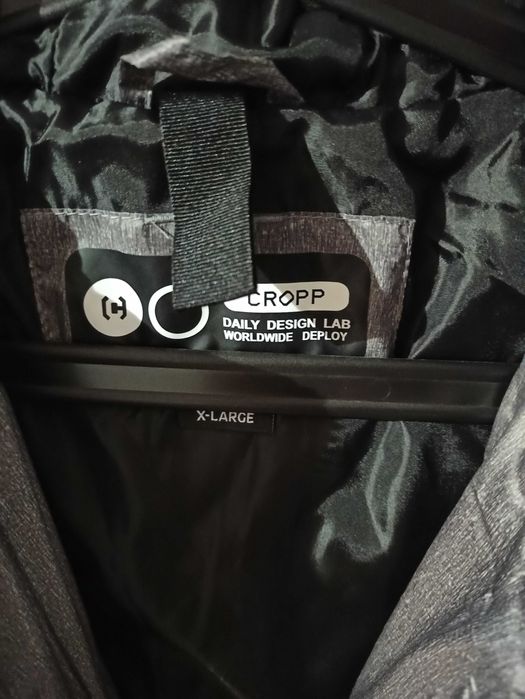 [C]
CROPP
DAILY DESIGN LAB
WORLDWIDE DEPLOY
X-LARGE